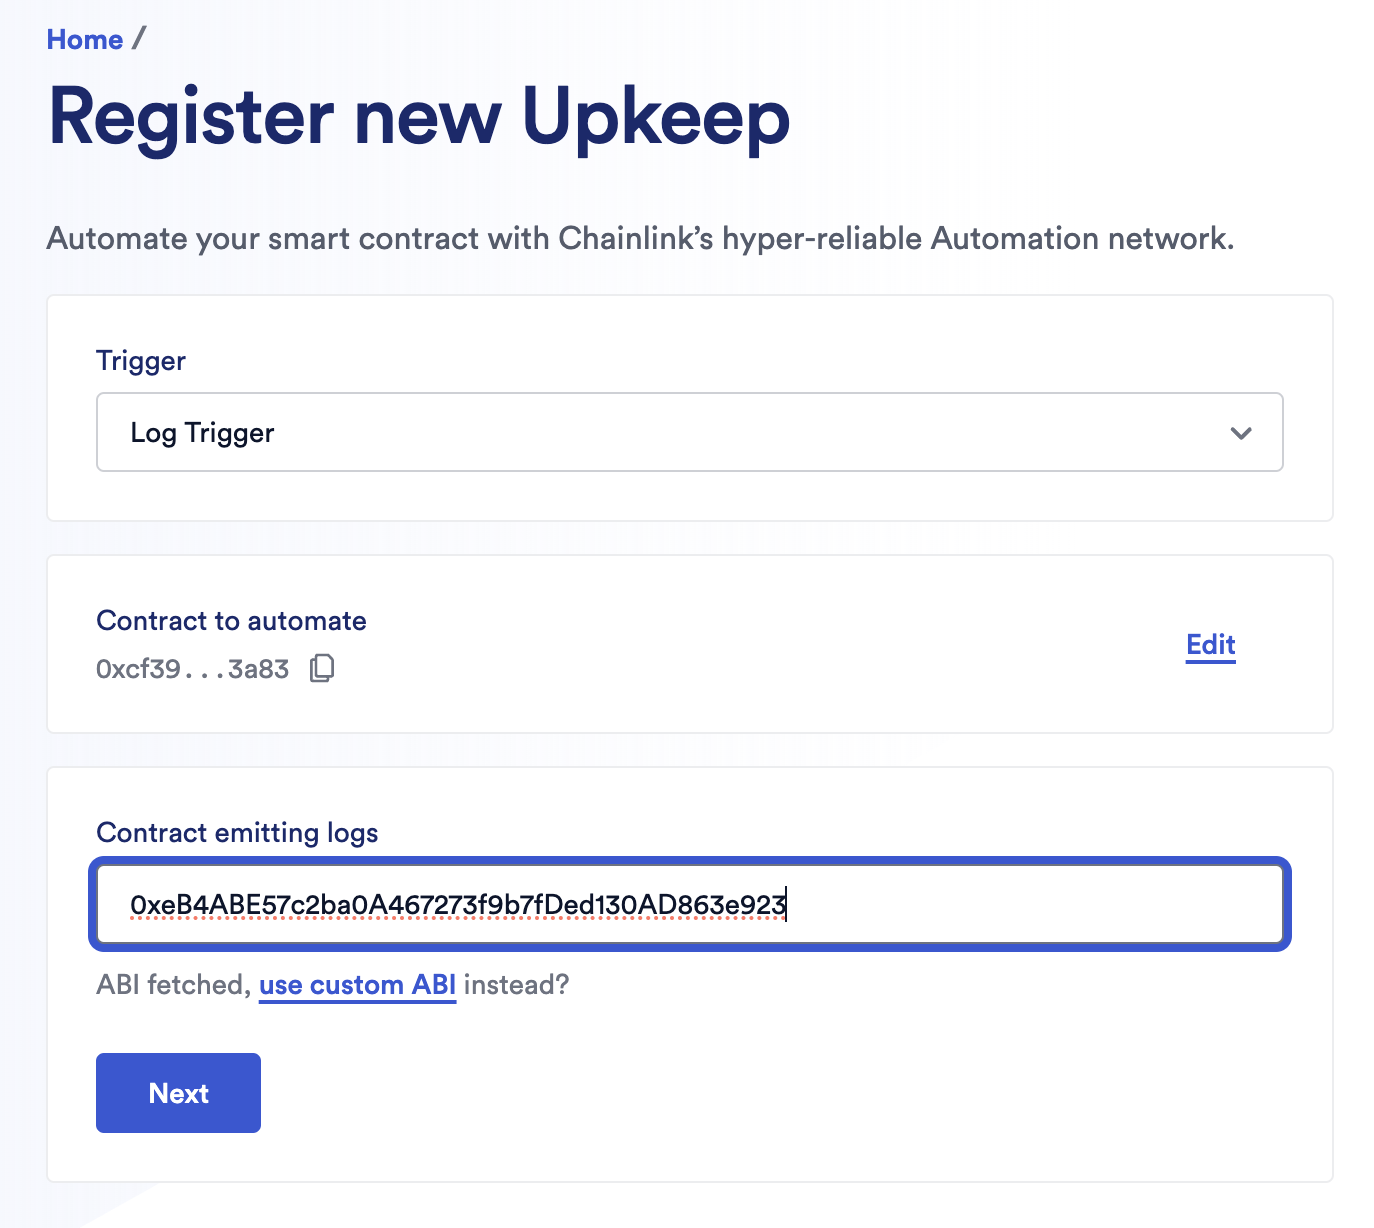 Home /
Register new Upkeep
Automate your smart contract with Chainlink’s hyper-reliable Automation network.
Trigger
Log Trigger
Contract to automate
0xcf39...3a83
Edit
Contract emitting logs
0xeB4ABE57c2ba0A467273f9b7fDed130AD863e923
ABI fetched, use custom ABI instead?
Next